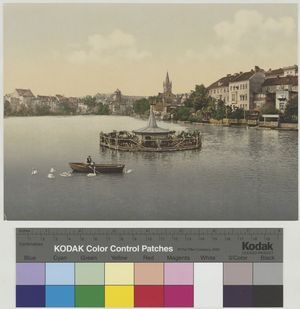 KODAK Color Control Patches
Kodak
Blue Cyan Green Yellow Red Magenta White 3/Color Black